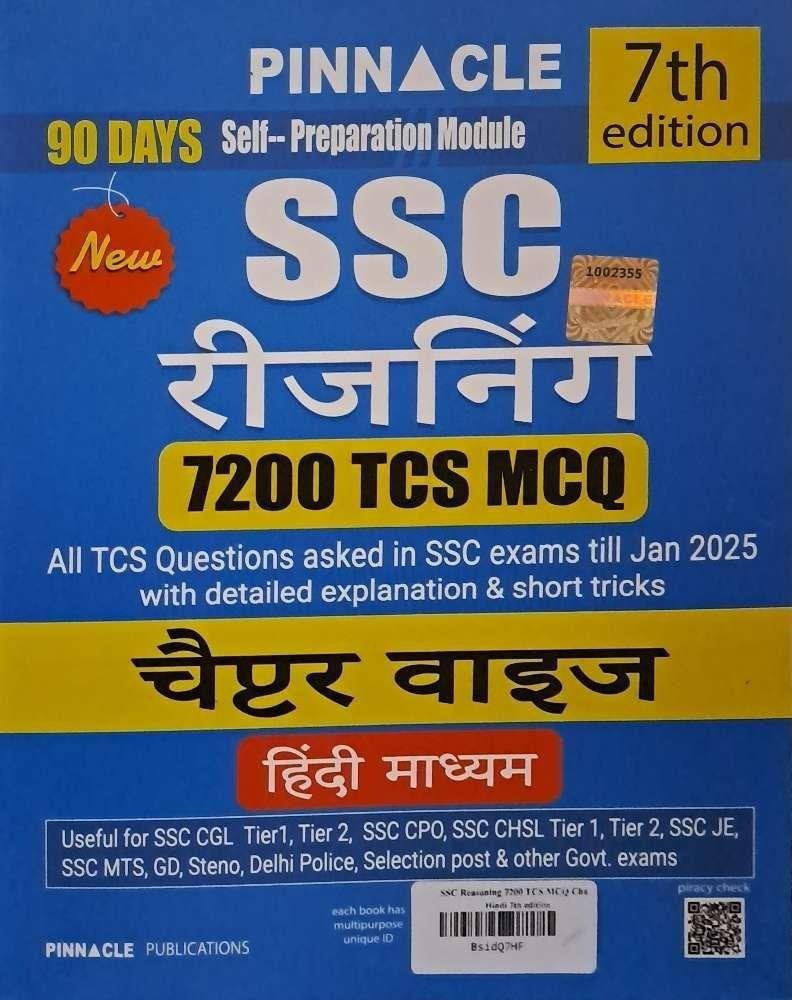 PINNACLE
7th
edition
90 DAYS Self-- Preparation Module
New
SSC
1002355
रीजनिंग
7200 TCS MCQ
All TCS Questions asked in SSC exams till Jan 2025
with detailed explanation & short tricks
चैप्टर वाइज
हिंदी माध्यम
Useful for SSC CGL Tier1, Tier 2, SSC CPO, SSC CHSL Tier 1, Tier 2, SSC JE,
SSC MTS, GD, Steno, Delhi Police, Selection post & other Govt. exams
piracy check
each book has
multipurpose
unique ID
SSC Reasoning 7200 TCS MCQ Cha
Hindi 7th edition
BsidQ7HF
PINNACLE PUBLICATIONS